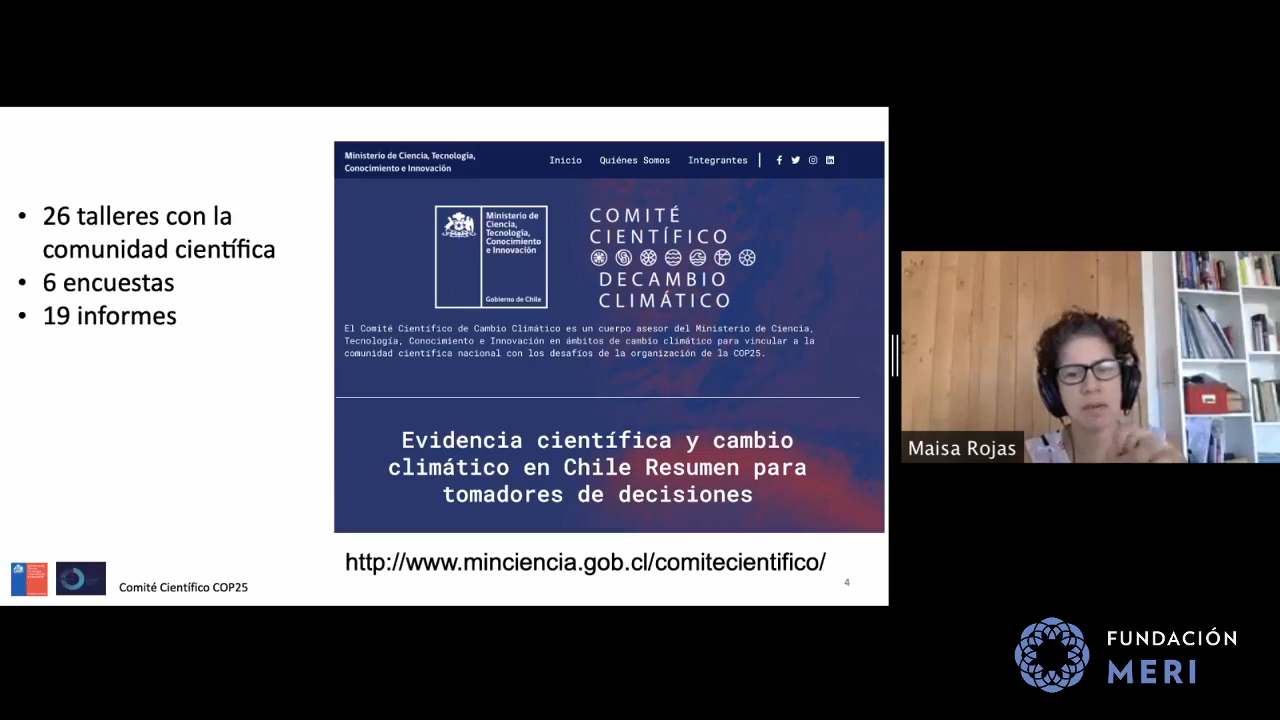 • 26 talleres con la
comunidad científica
• 6 encuestas
• 19 informes
Ministerio de Ciencia, Tecnología,
Conocimiento e Innovación
Inicio Quiénes Somos Integrantes
Ministerio de
Ciencia,
Tecnología,
Conocimiento
e Innovación
Gobierno de Chile
COMITÉ
CIENTÍFICO
DECAMBIO
CLIMÁTICO
El Comité Científico de Cambio Climático es un cuerpo asesor del Ministerio de Ciencia,
Tecnología, Conocimiento e Innovación en ámbitos de cambio climático para vincular a la
comunidad científica nacional con los desafíos de la organización de la COP25.
Evidencia científica y cambio
climático en Chile Resumen para
tomadores de decisiones
http://www.minciencia.gob.cl/comitecientifico/
Comité Científico COP25
4
Maisa Rojas
FUNDACIÓN
MERI